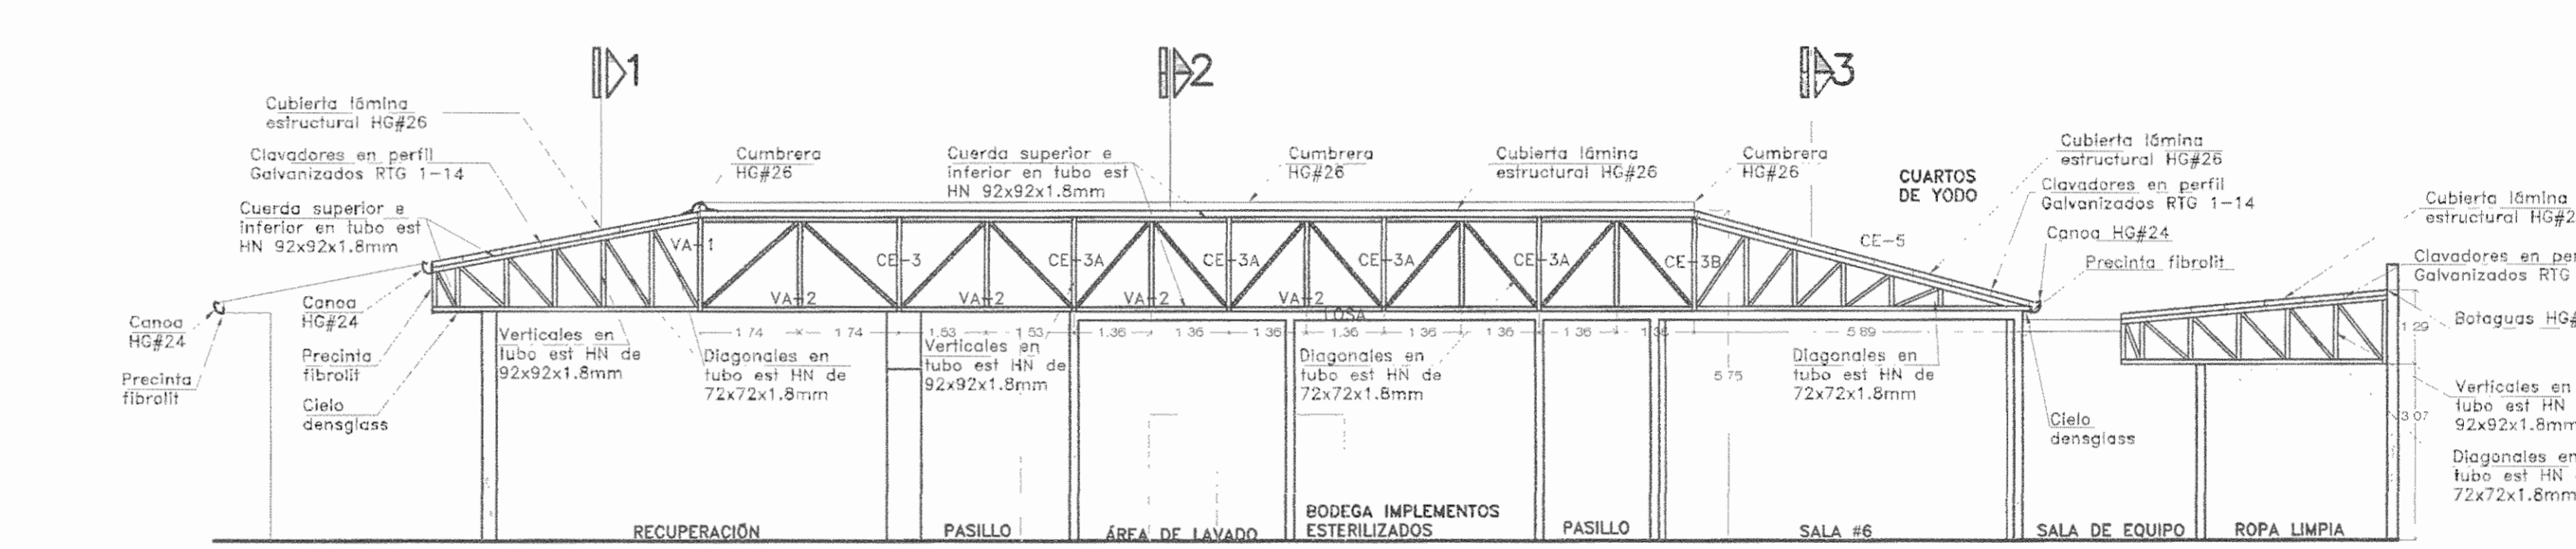 1
2
3
Cubierta lámina
estructural HG#26
Clavadores en perfil
Galvanizados RTG 1-14
Cuerda superior e
inferior en tubo est
HN 92x92x1.8mm
Cumbrera
HG#26
Cuerda superior e
inferior en tubo est
HN 92x92x1.8mm
Cumbrera
HG#26
Cubierta lámina
estructural HG#26
Cumbrera
HG#26
CUARTOS
DE YODO
Cubierta lámina
estructural HG#26
Clavadores en perfil
Galvanizados RTG 1-14
Canoa HG#24
Precinta fibrolit
Cubierta lámina
estructural HG#2
Clavadores en per
Galvanizados RTG
Botaguas HG#
VA-1
CE-3
CE-3A
CE-3A
CE-3A
CE-3A
CE-3B
CE-5
VA-2
VA-2
VA-2
VA-2
LOSA
Canoa
HG#24
Precinta
fibrolit
Canoa
HG#24
Precinta
fibrolit
Cielo
densglass
1.74
1.74
1.53
1.53
1.36
1.36
1.36
1.36
1.36
1.36
1.36
1.36
5.89
1.29
Verticales en
tubo est HN de
92x92x1.8mm
Diagonales en
tubo est HN de
72x72x1.8mm
Verticales en
tubo est HN de
92x92x1.8mm
Diagonales en
tubo est HN de
72x72x1.8mm
5.75
Diagonales en
tubo est HN de
72x72x1.8mm
Cielo
densglass
3.07
Verticales en
tubo est HN
92x92x1.8mm
Diagonales en
tubo est HN
72x72x1.8mm
RECUPERACIÓN
PASILLO
ÁREA DE LAVADO
BODEGA IMPLEMENTOS
ESTERILIZADOS
PASILLO
SALA #6
SALA DE EQUIPO
ROPA LIMPIA